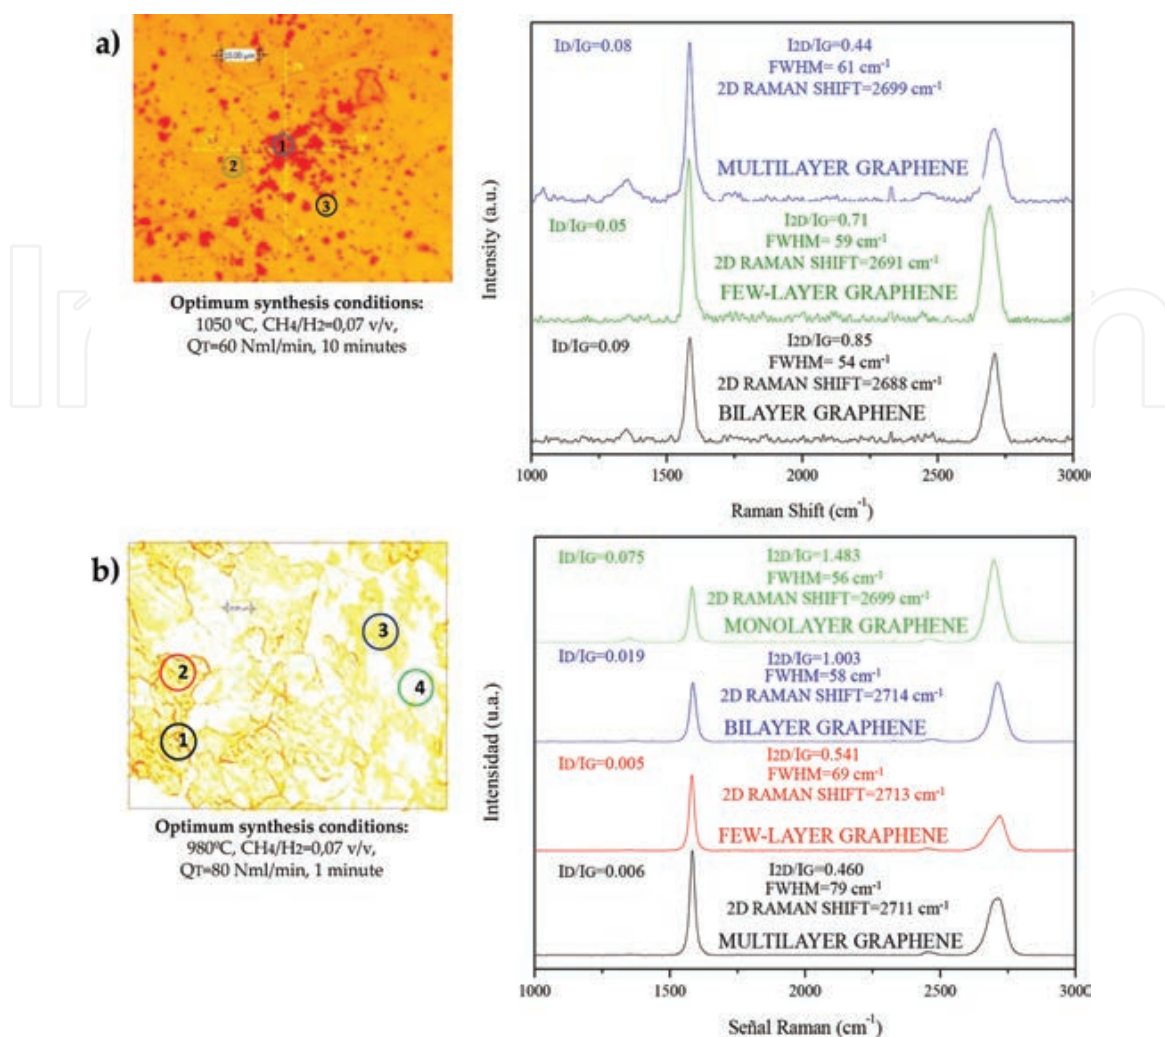 a)
10.00 µm
1
2
3
Optimum synthesis conditions:
1050 ⁰C, CH4/H2=0,07 v/v,
QT=60 Nml/min, 10 minutes
Intensity (a.u.)
ID/IG=0.08
I2D/IG=0.44
FWHM= 61 cm-1
2D RAMAN SHIFT=2699 cm-1
MULTILAYER GRAPHENE
ID/IG=0.05
I2D/IG=0.71
FWHM= 59 cm-1
2D RAMAN SHIFT=2691 cm-1
FEW-LAYER GRAPHENE
ID/IG=0.09
I2D/IG=0.85
FWHM= 54 cm-1
2D RAMAN SHIFT=2688 cm-1
BILAYER GRAPHENE
1000 1500 2000 2500 3000
Raman Shift (cm-1)
b)
3
2
4
1
Optimum synthesis conditions:
980⁰C, CH4/H2=0,07 v/v,
QT=80 Nml/min, 1 minute
Intensidad (u.a.)
ID/IG=0.075
I2D/IG=1.483
FWHM=56 cm-1
2D RAMAN SHIFT=2699 cm-1
MONOLAYER GRAPHENE
ID/IG=0.019
I2D/IG=1.003
FWHM=58 cm-1
2D RAMAN SHIFT=2714 cm-1
BILAYER GRAPHENE
ID/IG=0.005
I2D/IG=0.541
FWHM=69 cm-1
2D RAMAN SHIFT=2713 cm-1
FEW-LAYER GRAPHENE
ID/IG=0.006
I2D/IG=0.460
FWHM=79 cm-1
2D RAMAN SHIFT=2711 cm-1
MULTILAYER GRAPHENE
1000 1500 2000 2500 3000
Señal Raman (cm-1)